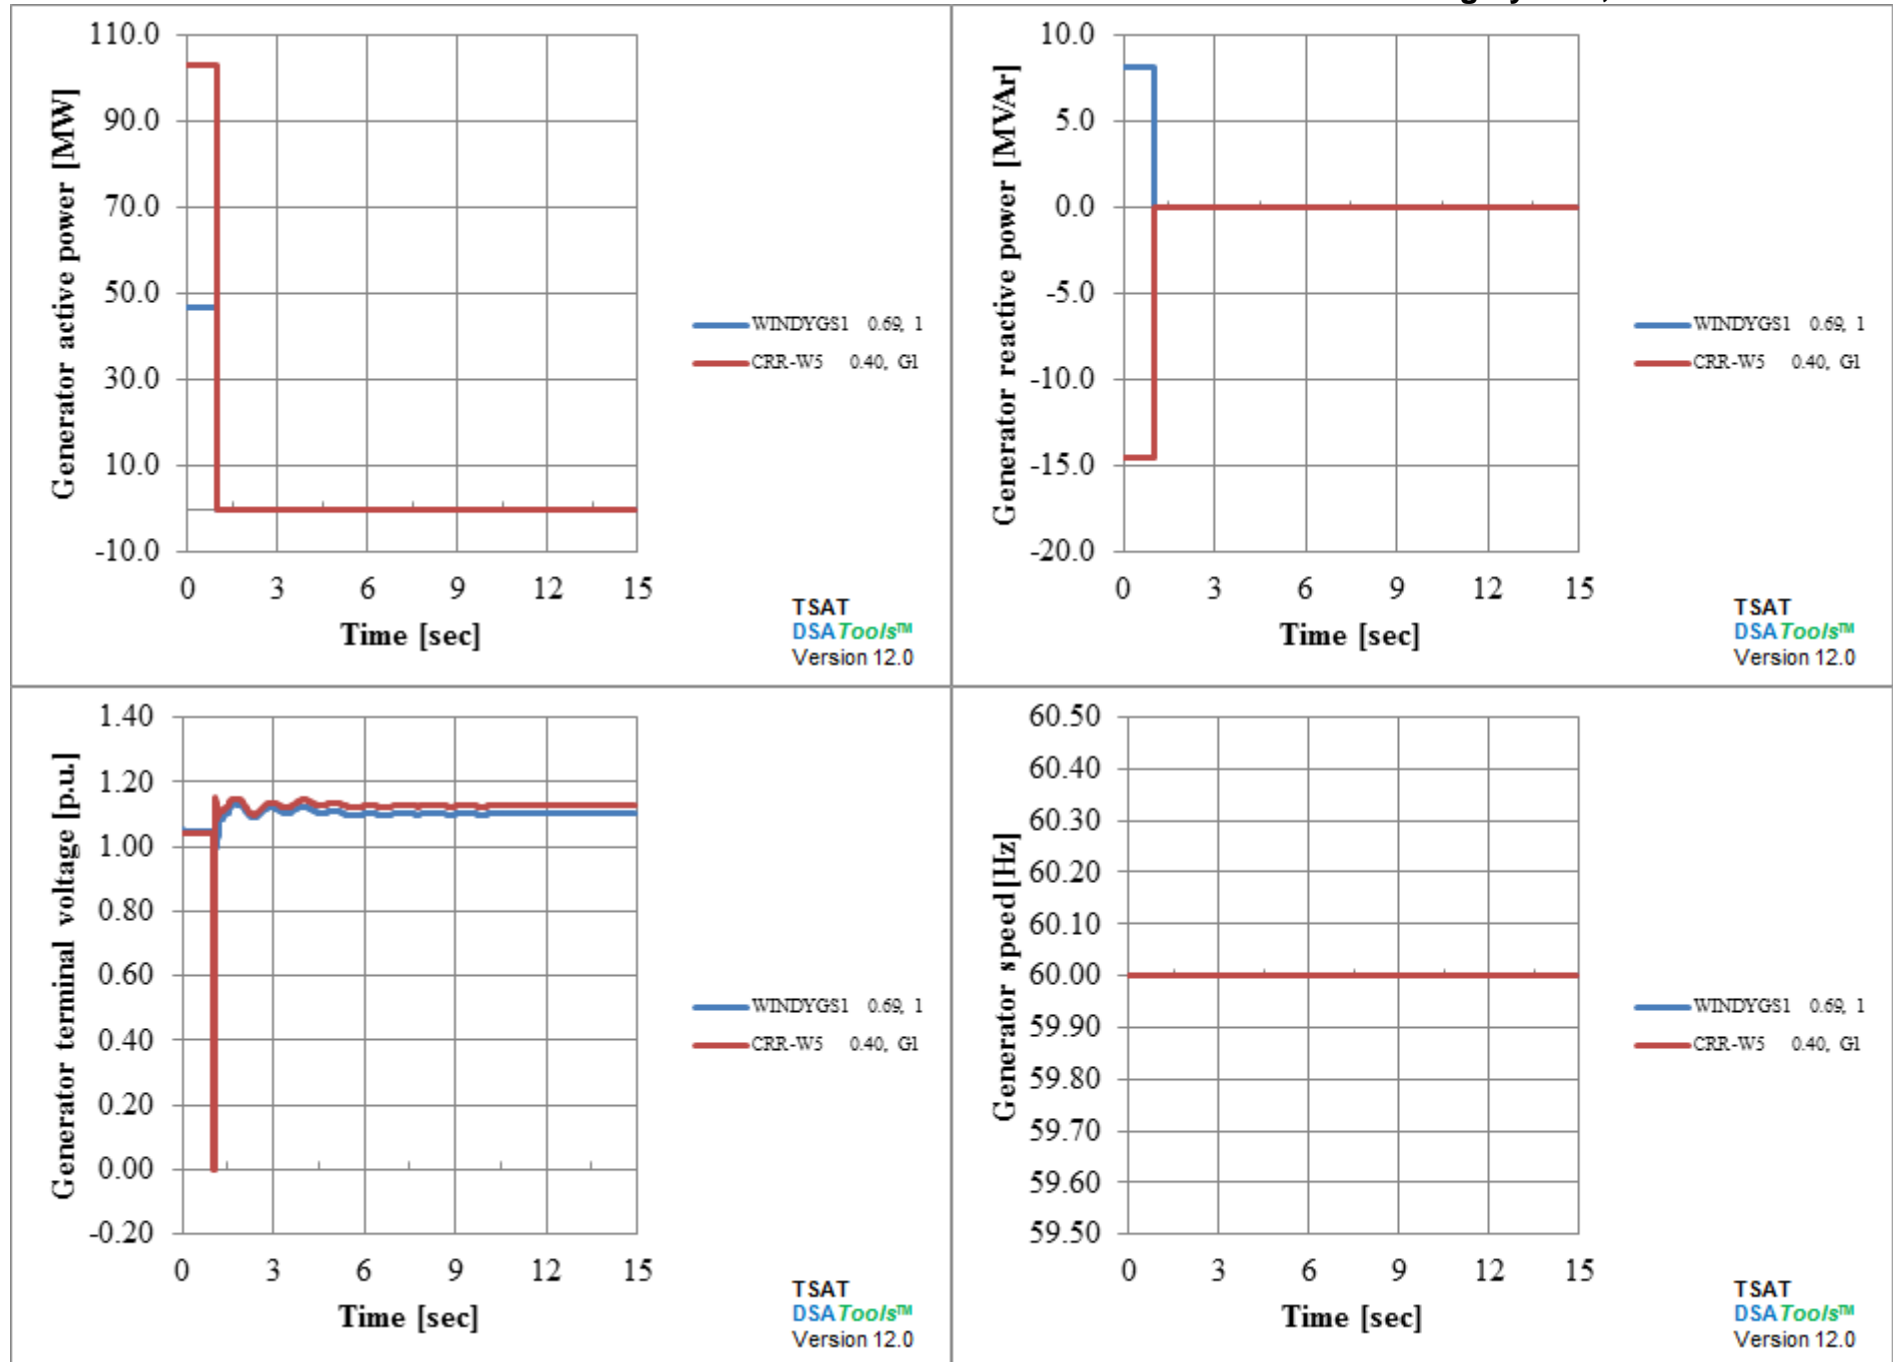 110.0
90.0
70.0
50.0
30.0
10.0
-10.0
0 3 6 9 12 15
Generator active power [MW]
Time [sec]
WINDYGS1 0.69, 1
CRR-W5 0.40, G1
TSAT
DSATools™
Version 12.0
10.0
5.0
0.0
-5.0
-10.0
-15.0
-20.0
0 3 6 9 12 15
Generator reactive power [MVAr]
Time [sec]
WINDYGS1 0.69, 1
CRR-W5 0.40, G1
TSAT
DSATools™
Version 12.0
1.40
1.20
1.00
0.80
0.60
0.40
0.20
0.00
-0.20
0 3 6 9 12 15
Generator terminal voltage [p.u.]
Time [sec]
WINDYGS1 0.69, 1
CRR-W5 0.40, G1
TSAT
DSATools™
Version 12.0
60.50
60.40
60.30
60.20
60.10
60.00
59.90
59.80
59.70
59.60
59.50
0 3 6 9 12 15
Generator speed[Hz]
Time [sec]
WINDYGS1 0.69, 1
CRR-W5 0.40, G1
TSAT
DSATools™
Version 12.0